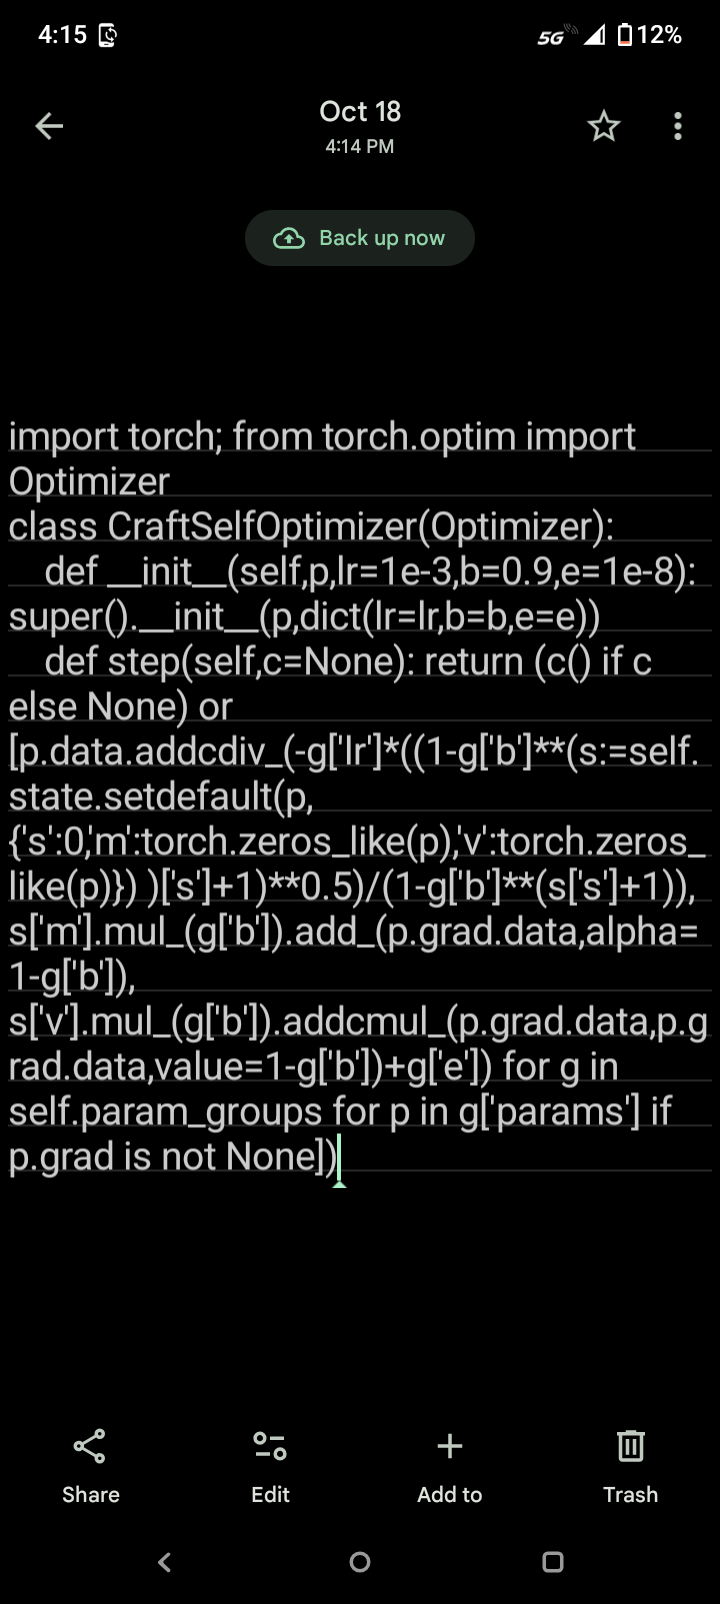 4:15
5G
12%
Oct 18
4:14 PM
Back up now
import torch; from torch.optim import
Optimizer
class CraftSelfOptimizer(Optimizer):
    def __init__(self,p,lr=1e-3,b=0.9,e=1e-8):
super().__init__(p,dict(lr=lr,b=b,e=e))
    def step(self,c=None): return (c() if c
else None) or
[p.data.addcdiv_(-g['lr']*((1-g['b']**(s:=self.
state.setdefault(p,
{'s':0,'m':torch.zeros_like(p),'v':torch.zeros_
like(p)}) )['s']+1)**0.5)/(1-g['b']**(s['s']+1)),
s['m'].mul_(g['b']).add_(p.grad.data,alpha=
1-g['b']),
s['v'].mul_(g['b']).addcmul_(p.grad.data,p.g
rad.data,value=1-g['b'])+g['e']) for g in
self.param_groups for p in g['params'] if
p.grad is not None])
Share
Edit
Add to
Trash